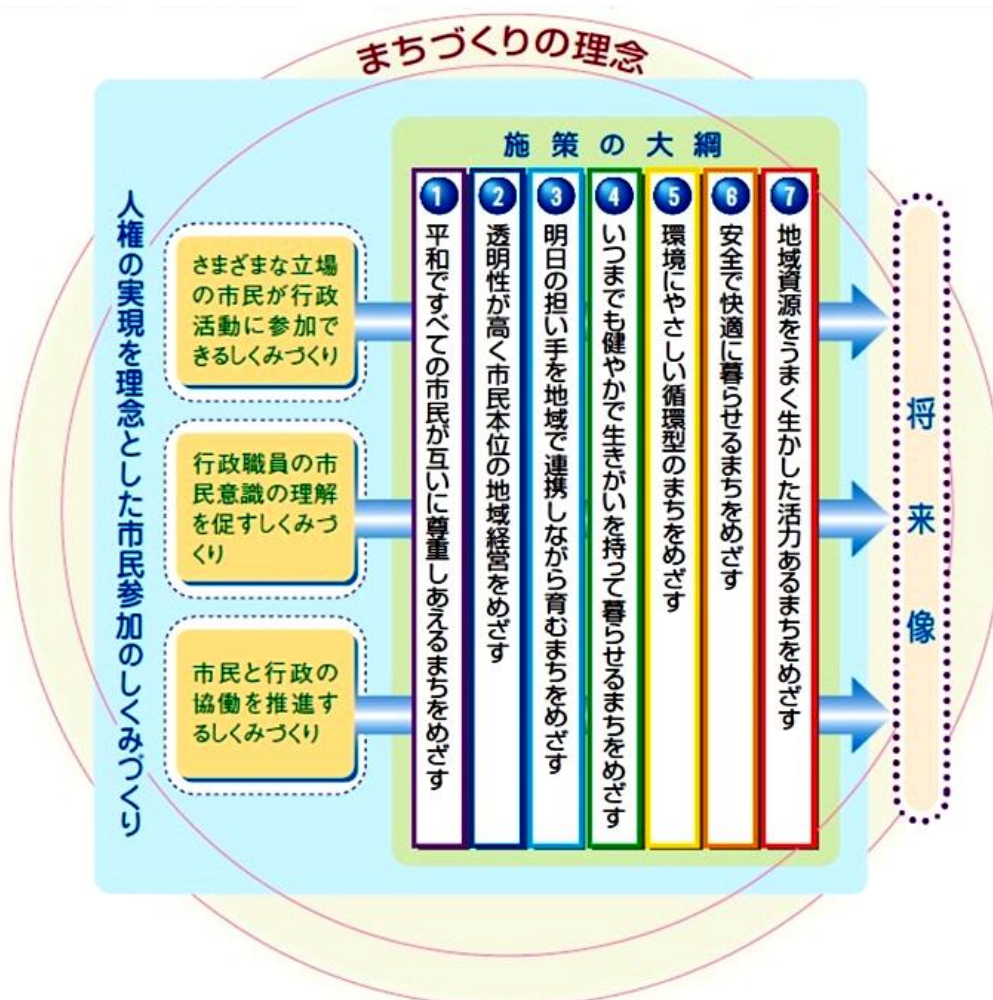 まちづくりの理念
人権の実現を理念とした市民参加のしくみづくり
さまざまな立場
の市民が行政
活動に参加で
きるしくみづくり
行政職員の市
民意識の理解
を促すしくみづ
くり
市民と行政の
協働を推進す
るしくみづくり
施策の大綱
1 平和ですべての市民が互いに尊重しあえるまちをめざす
2 透明性が高く市民本位の地域経営をめざす
3 明日の担い手を地域で連携しながら育むまちをめざす
4 いつまでも健やかで生きがいを持って暮らせるまちをめざす
5 環境にやさしい循環型のまちをめざす
6 安全で快適に暮らせるまちをめざす
7 地域資源をうまく生かした活力あるまちをめざす
将来像